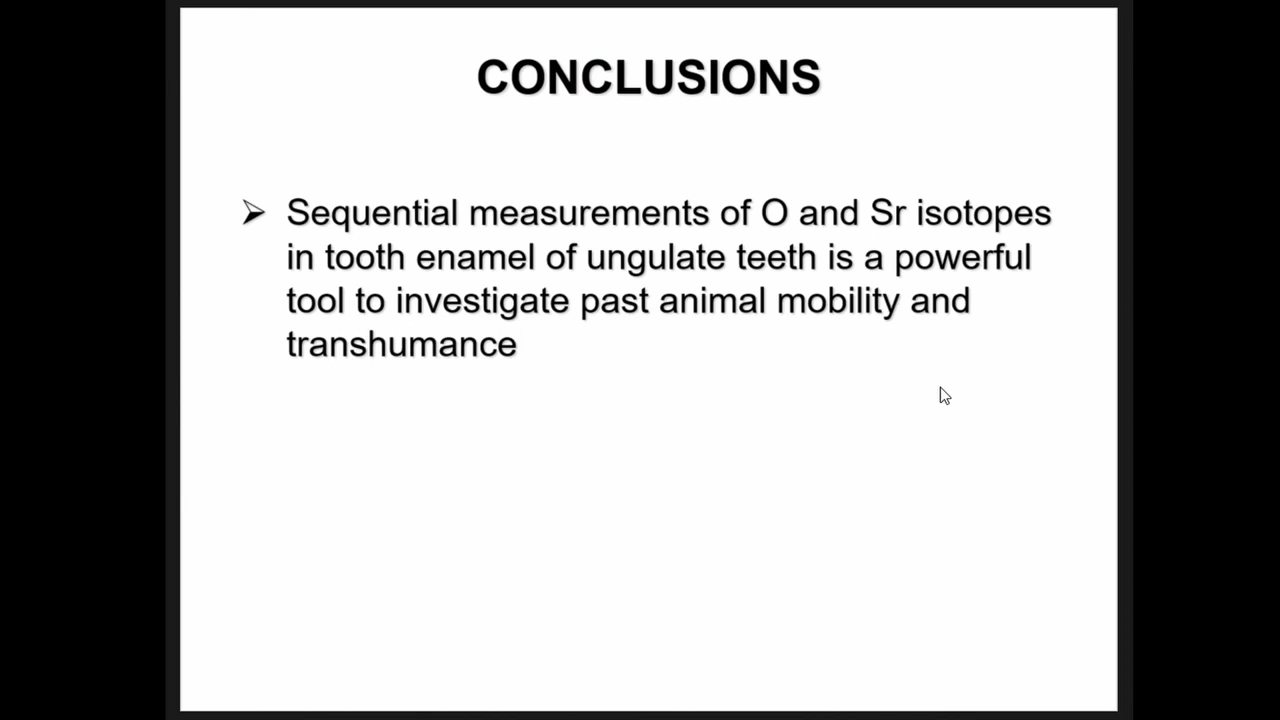 CONCLUSIONS
➢ Sequential measurements of O and Sr isotopes
in tooth enamel of ungulate teeth is a powerful
tool to investigate past animal mobility and
transhumance